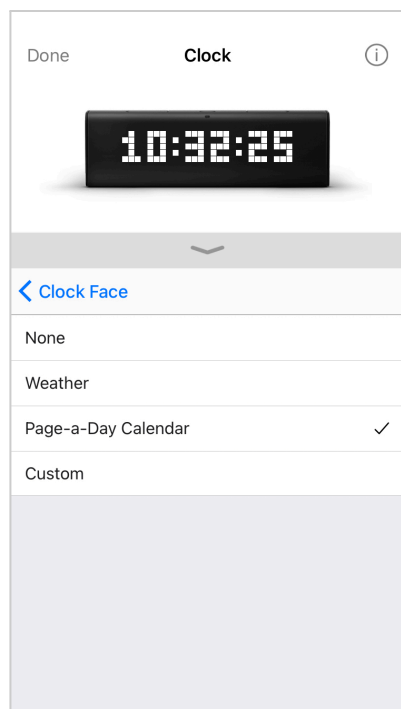 Done Clock
10:32:25
Clock Face
None
Weather
Page-a-Day Calendar
Custom